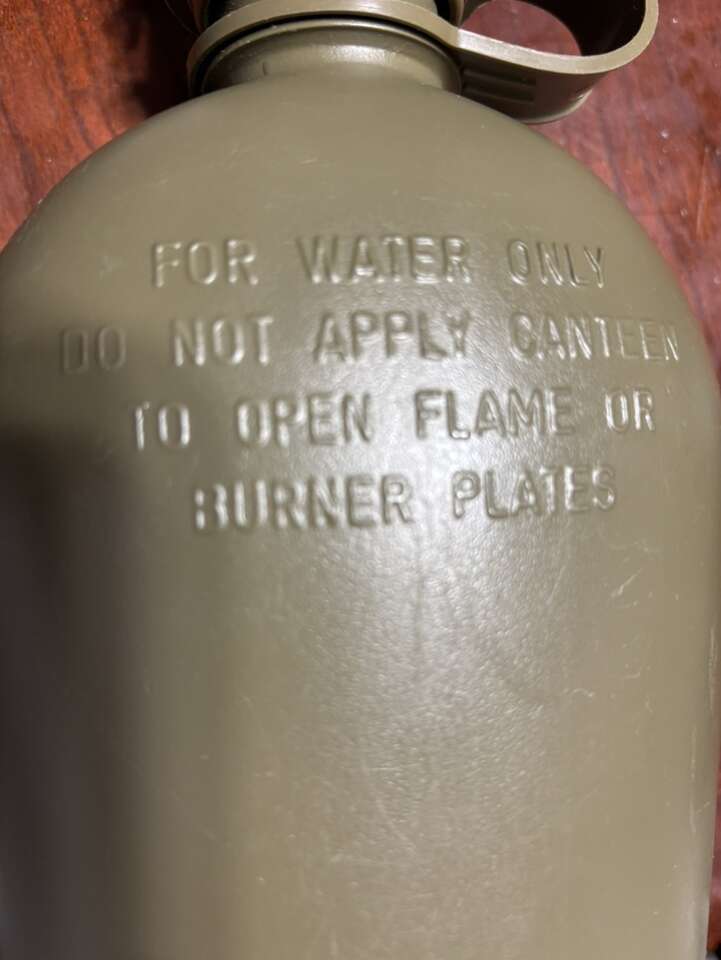 FOR WATER ONLY
DO NOT APPLY CANTEEN
TO OPEN FLAME OR
BURNER PLATES